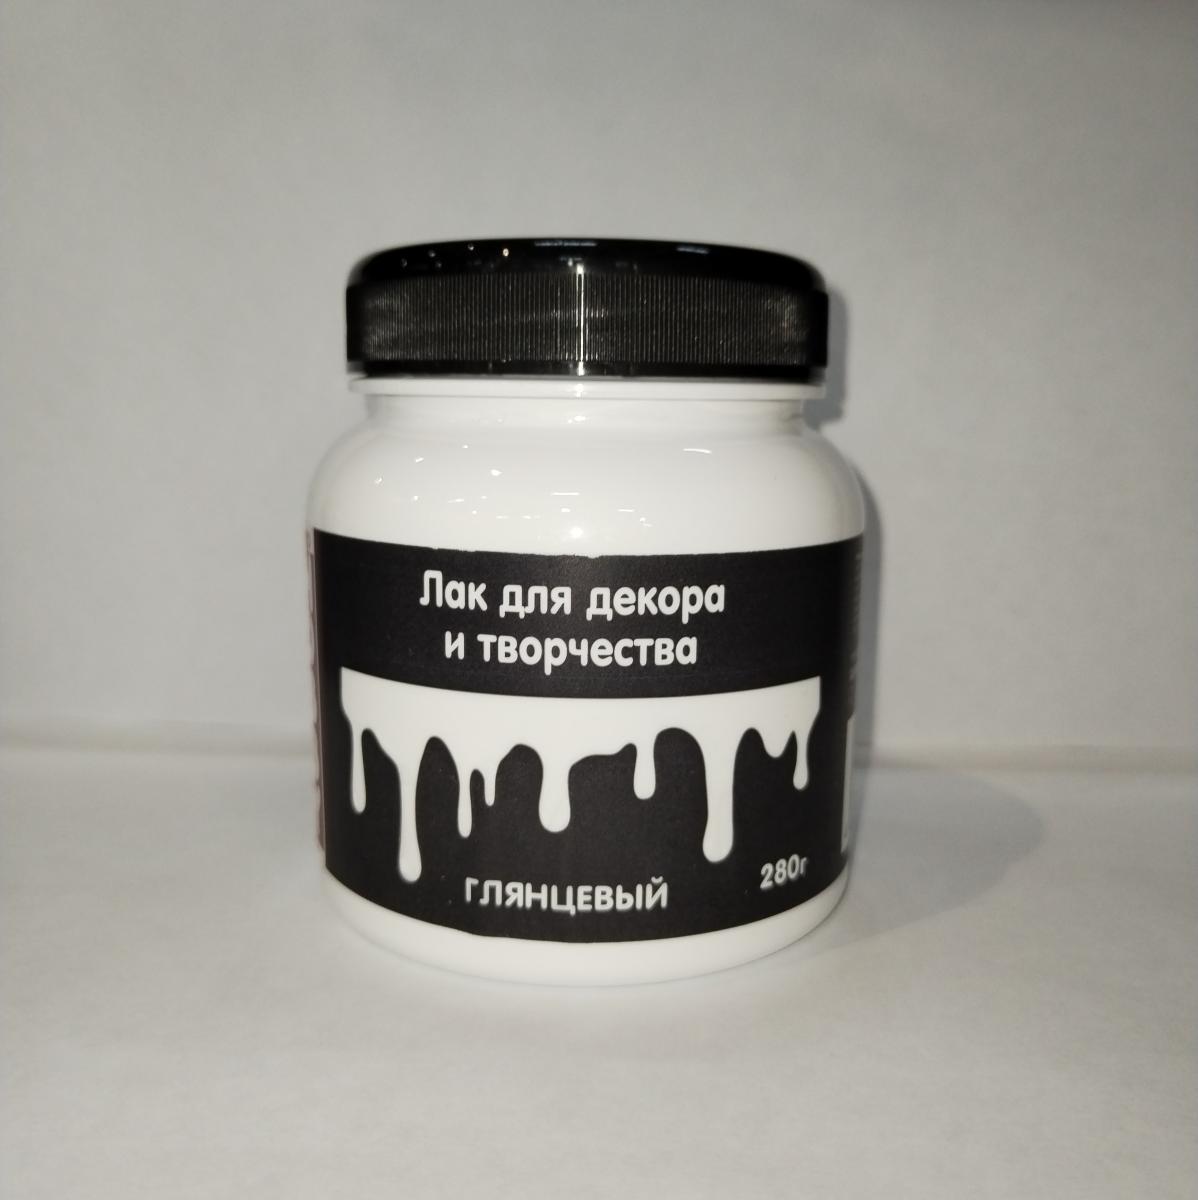 Лак для декора
и творчества
ГЛЯНЦЕВЫЙ
280г